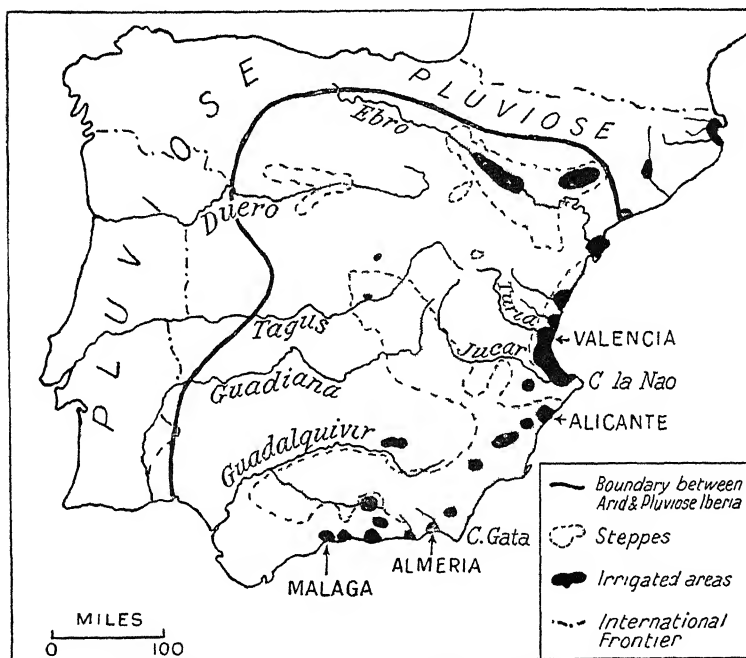 PLUVIOSE
PLUVIOSE
Ebro
Duero
Turia
Tagus
VALENCIA
Jucar
C la Nao
Guadiana
ALICANTE
Guadalquivir
C. Gata
ALMERIA
MALAGA
MILES
0 100
Boundary between
Arid & Pluviose Iberia
Steppes
Irrigated areas
International
Frontier